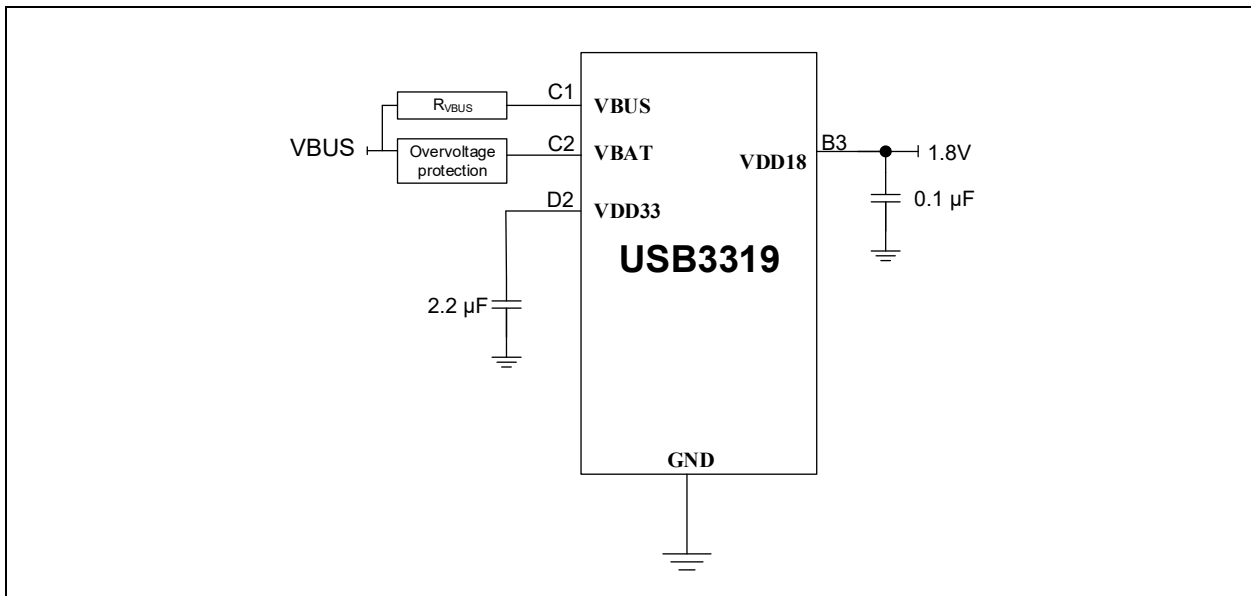 C1
R_VBUS
VBUS
VBUS
Overvoltage
protection
C2
VBAT
B3
VDD18
1.8V
D2
VDD33
0.1 µF
USB3319
2.2 µF
GND